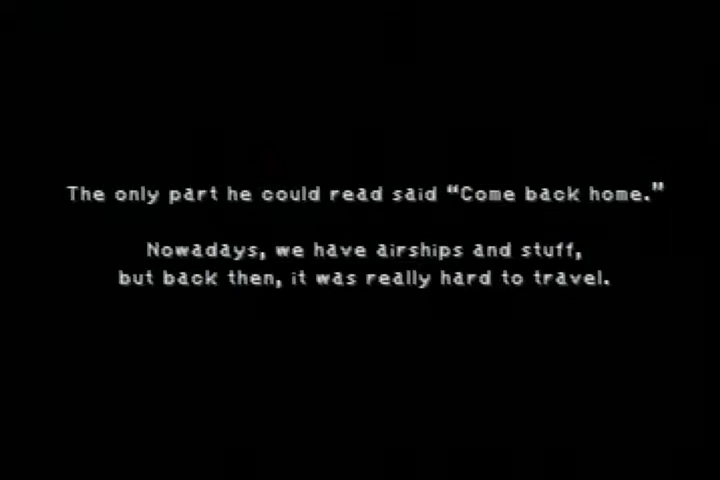 The only part he could read said “Come back home.”
Nowadays, we have airships and stuff,
but back then, it was really hard to travel.